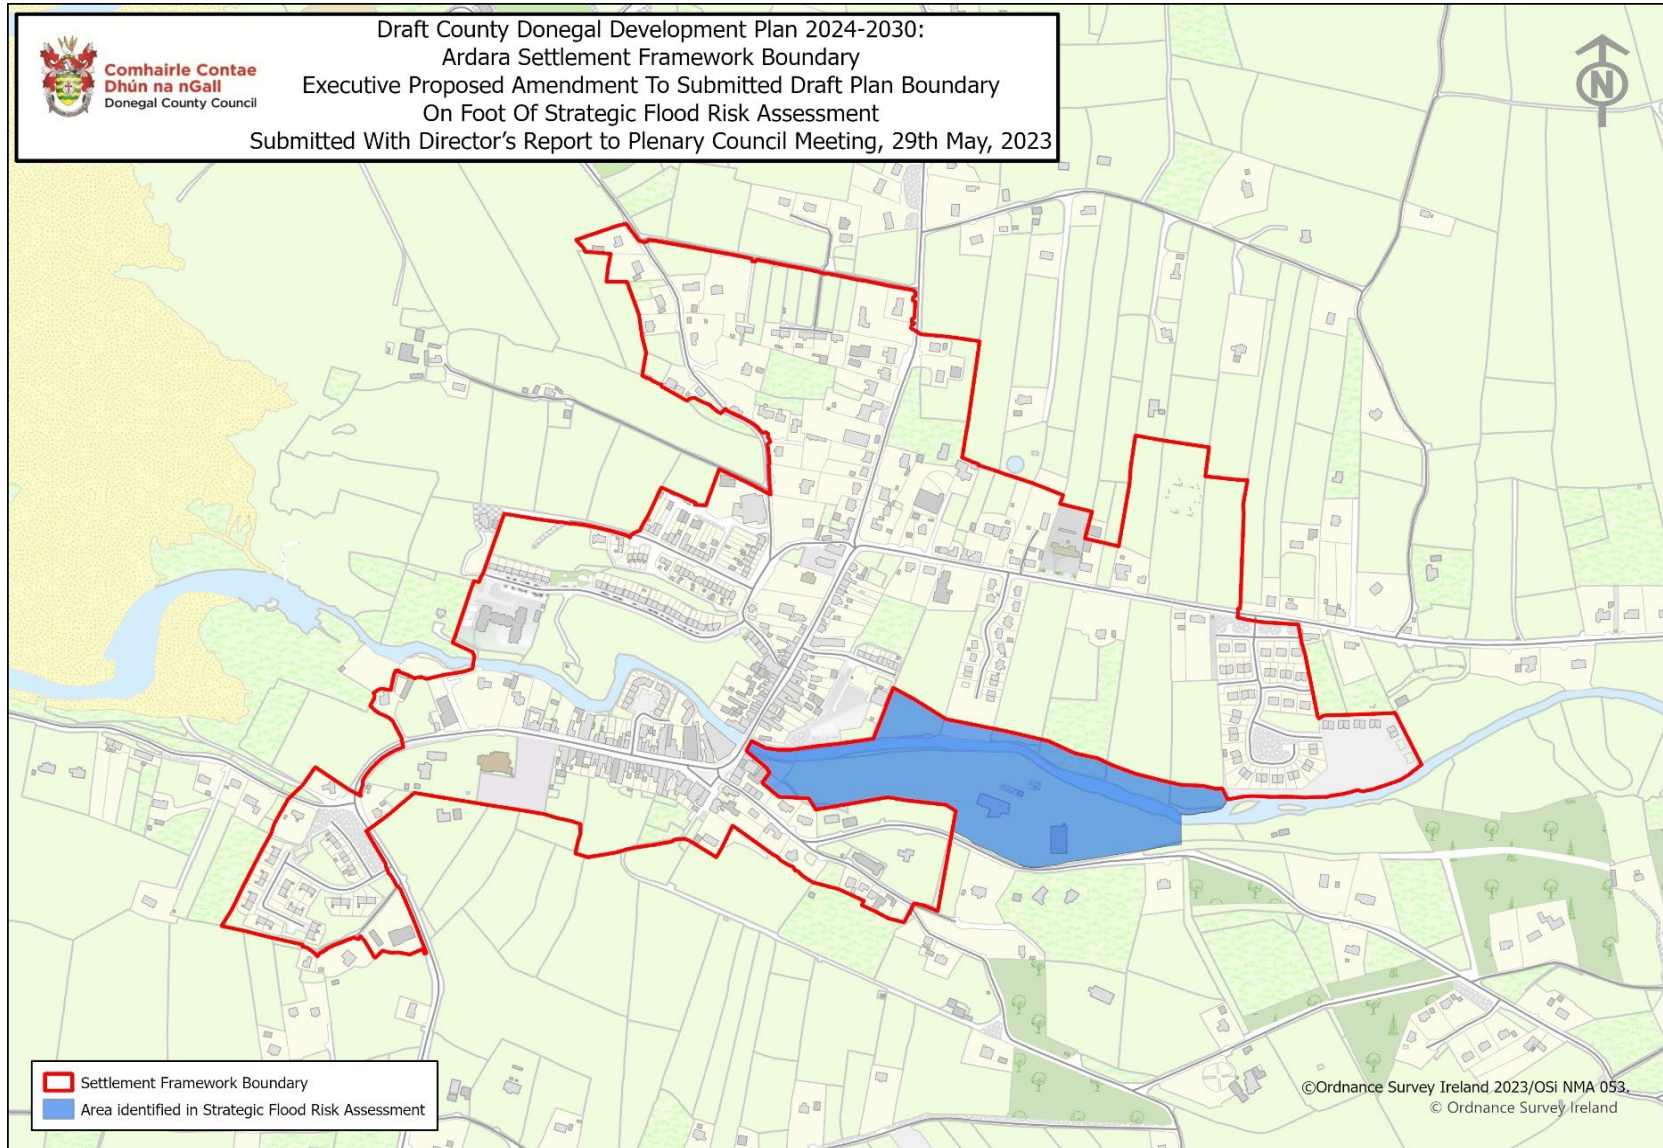 Draft County Donegal Development Plan 2024-2030:
Ardara Settlement Framework Boundary
Executive Proposed Amendment To Submitted Draft Plan Boundary
On Foot Of Strategic Flood Risk Assessment
Submitted With Director's Report to Plenary Council Meeting, 29th May, 2023
Comhairle Contae
Dhún na nGall
Donegal County Council
N
Settlement Framework Boundary
Area identified in Strategic Flood Risk Assessment
©Ordnance Survey Ireland 2023/OSi NMA 053.
© Ordnance Survey Ireland